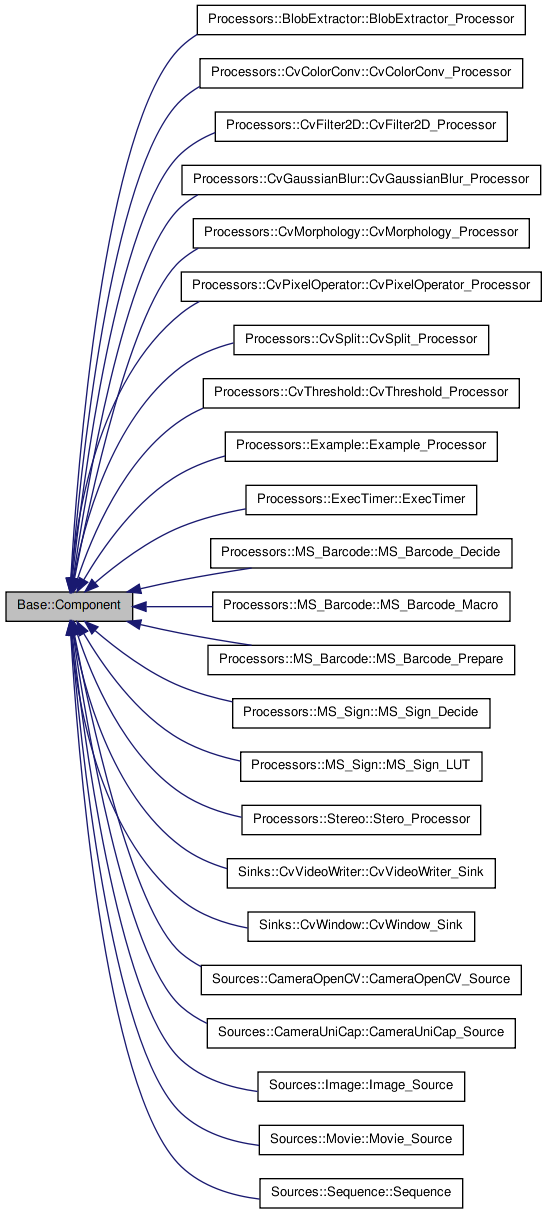 Processors::BlobExtractor::BlobExtractor_Processor
Processors::CvColorConv::CvColorConv_Processor
Processors::CvFilter2D::CvFilter2D_Processor
Processors::CvGaussianBlur::CvGaussianBlur_Processor
Processors::CvMorphology::CvMorphology_Processor
Processors::CvPixelOperator::CvPixelOperator_Processor
Processors::CvSplit::CvSplit_Processor
Processors::CvThreshold::CvThreshold_Processor
Processors::Example::Example_Processor
Processors::ExecTimer::ExecTimer
Processors::MS_Barcode::MS_Barcode_Decide
Base::Component
Processors::MS_Barcode::MS_Barcode_Macro
Processors::MS_Barcode::MS_Barcode_Prepare
Processors::MS_Sign::MS_Sign_Decide
Processors::MS_Sign::MS_Sign_LUT
Processors::Stereo::Stero_Processor
Sinks::CvVideoWriter::CvVideoWriter_Sink
Sinks::CvWindow::CvWindow_Sink
Sources::CameraOpenCV::CameraOpenCV_Source
Sources::CameraUniCap::CameraUniCap_Source
Sources::Image::Image_Source
Sources::Movie::Movie_Source
Sources::Sequence::Sequence